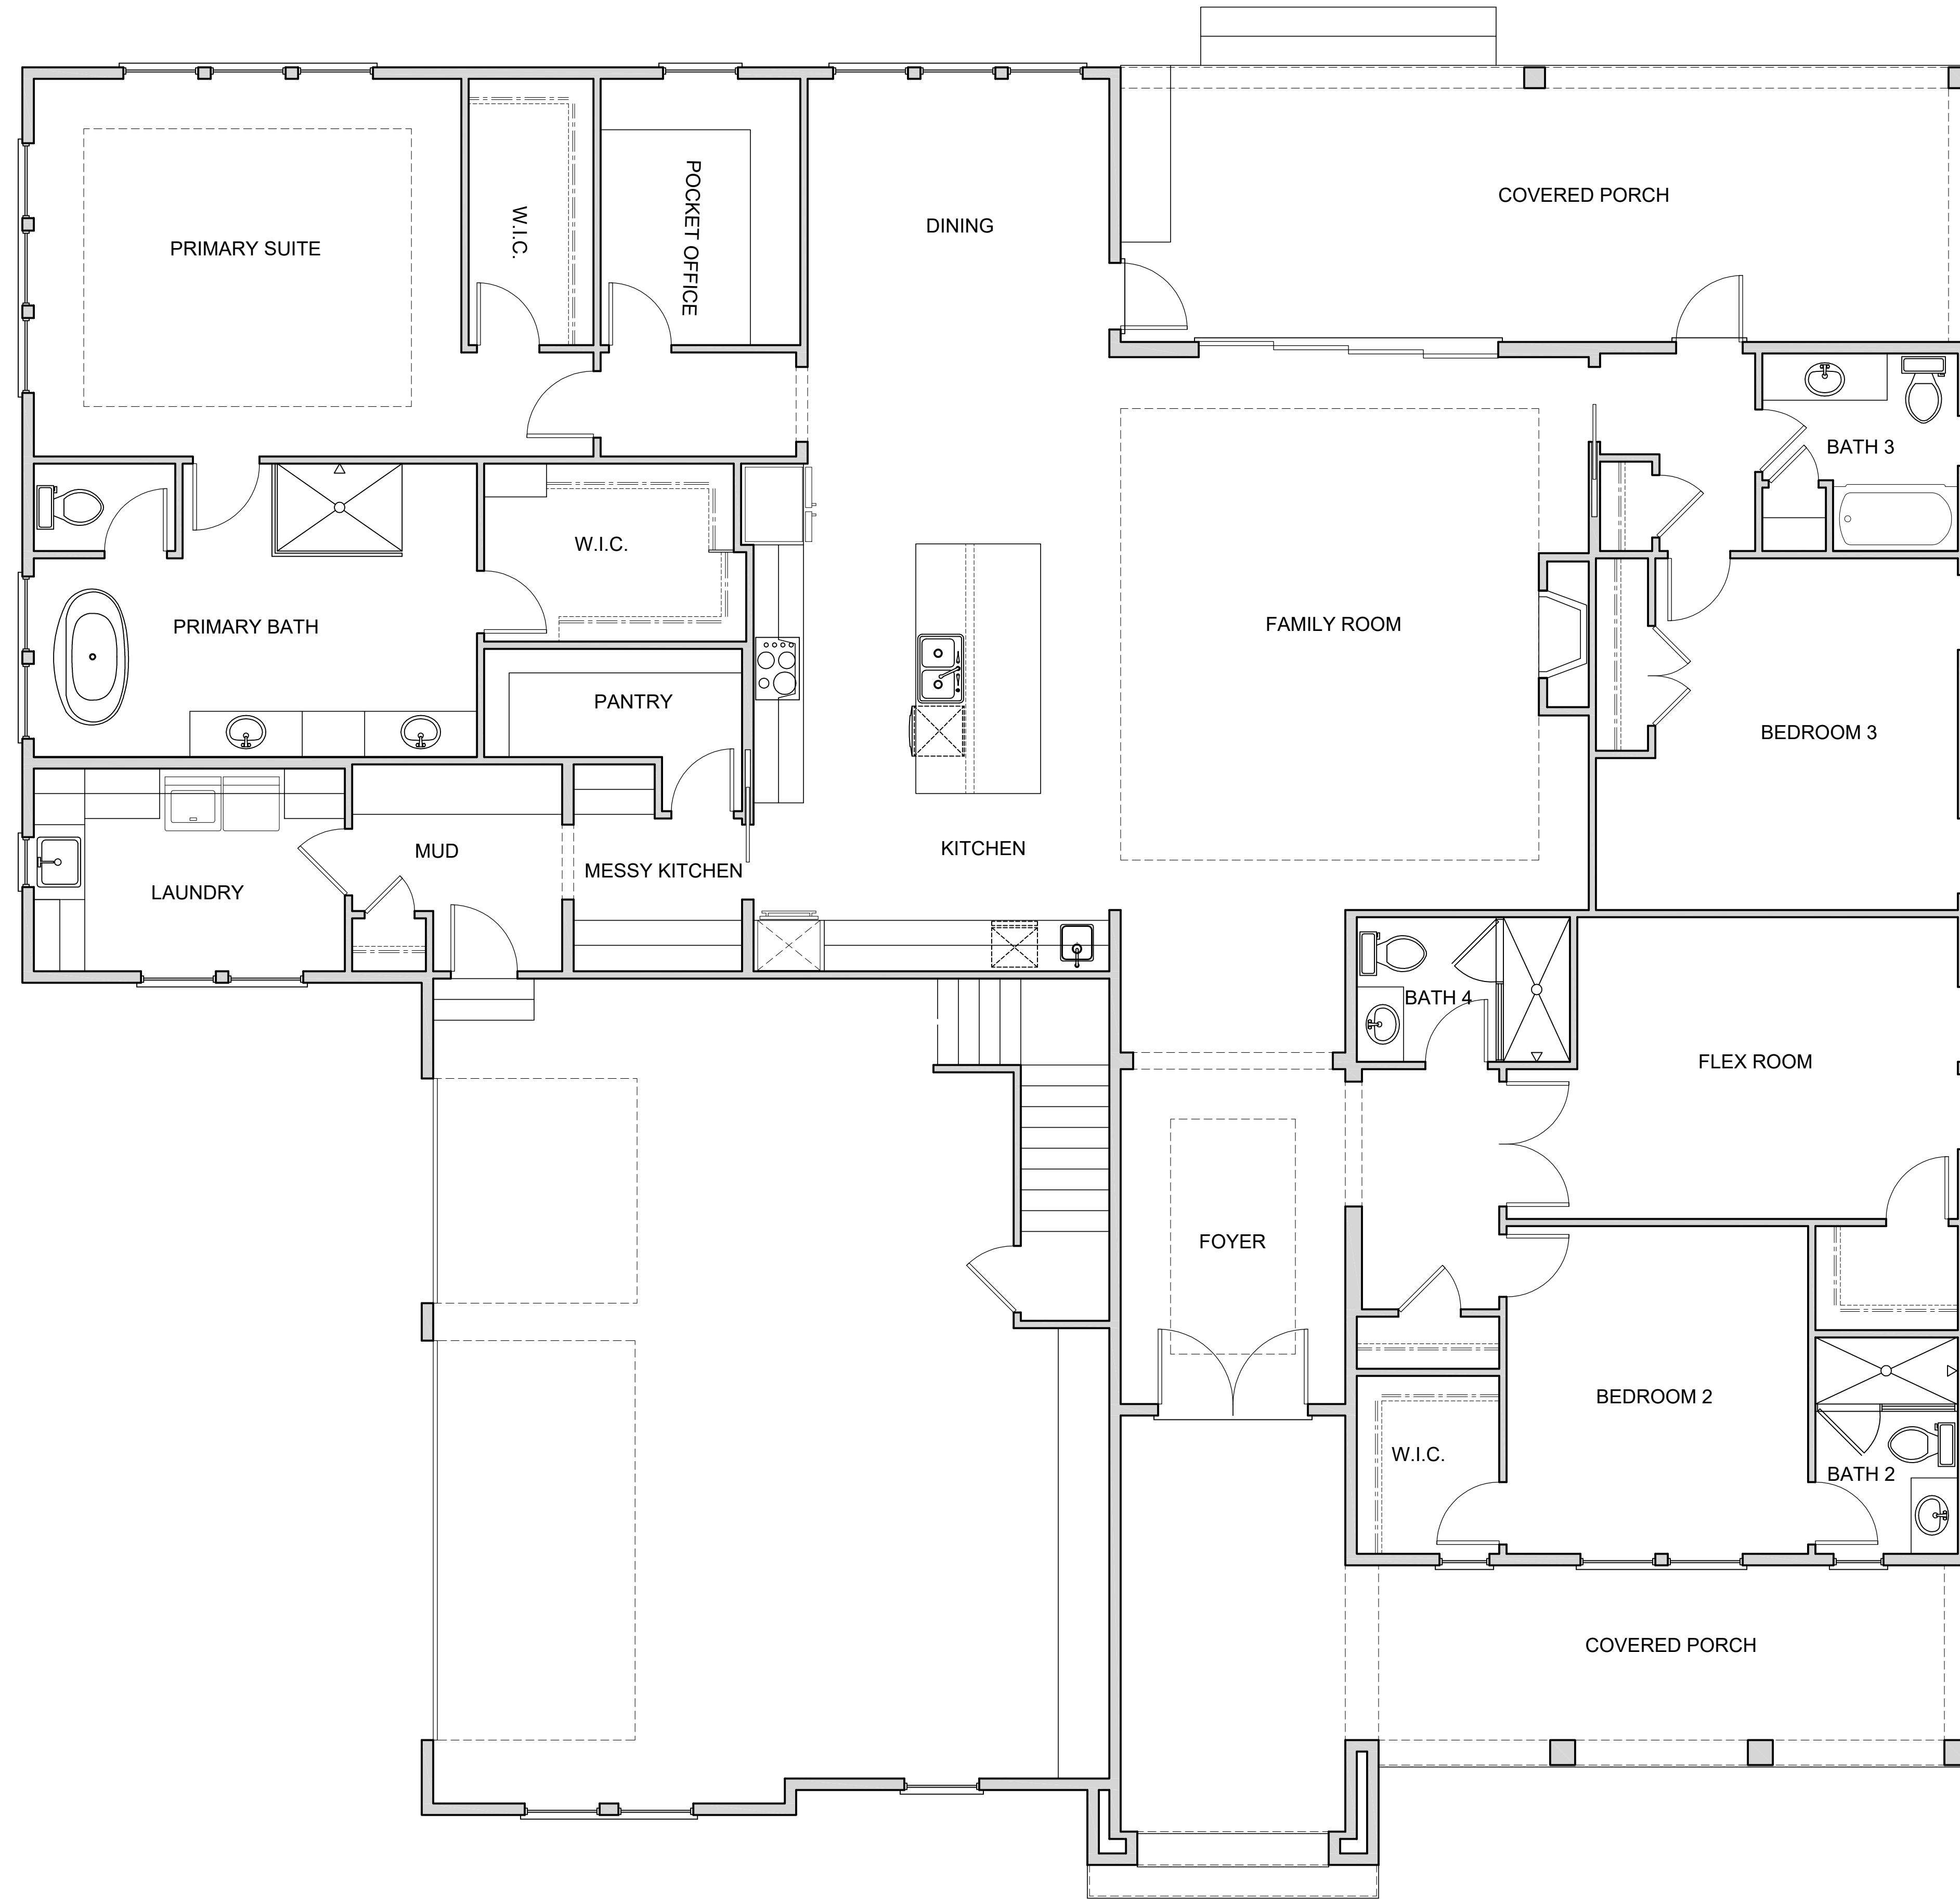 COVERED PORCH
PRIMARY SUITE
W.I.C.
POCKET OFFICE
DINING
BATH 3
W.I.C.
PRIMARY BATH
FAMILY ROOM
PANTRY
BEDROOM 3
MUD
KITCHEN
MESSY KITCHEN
LAUNDRY
BATH 4
FLEX ROOM
FOYER
BEDROOM 2
W.I.C.
BATH 2
COVERED PORCH